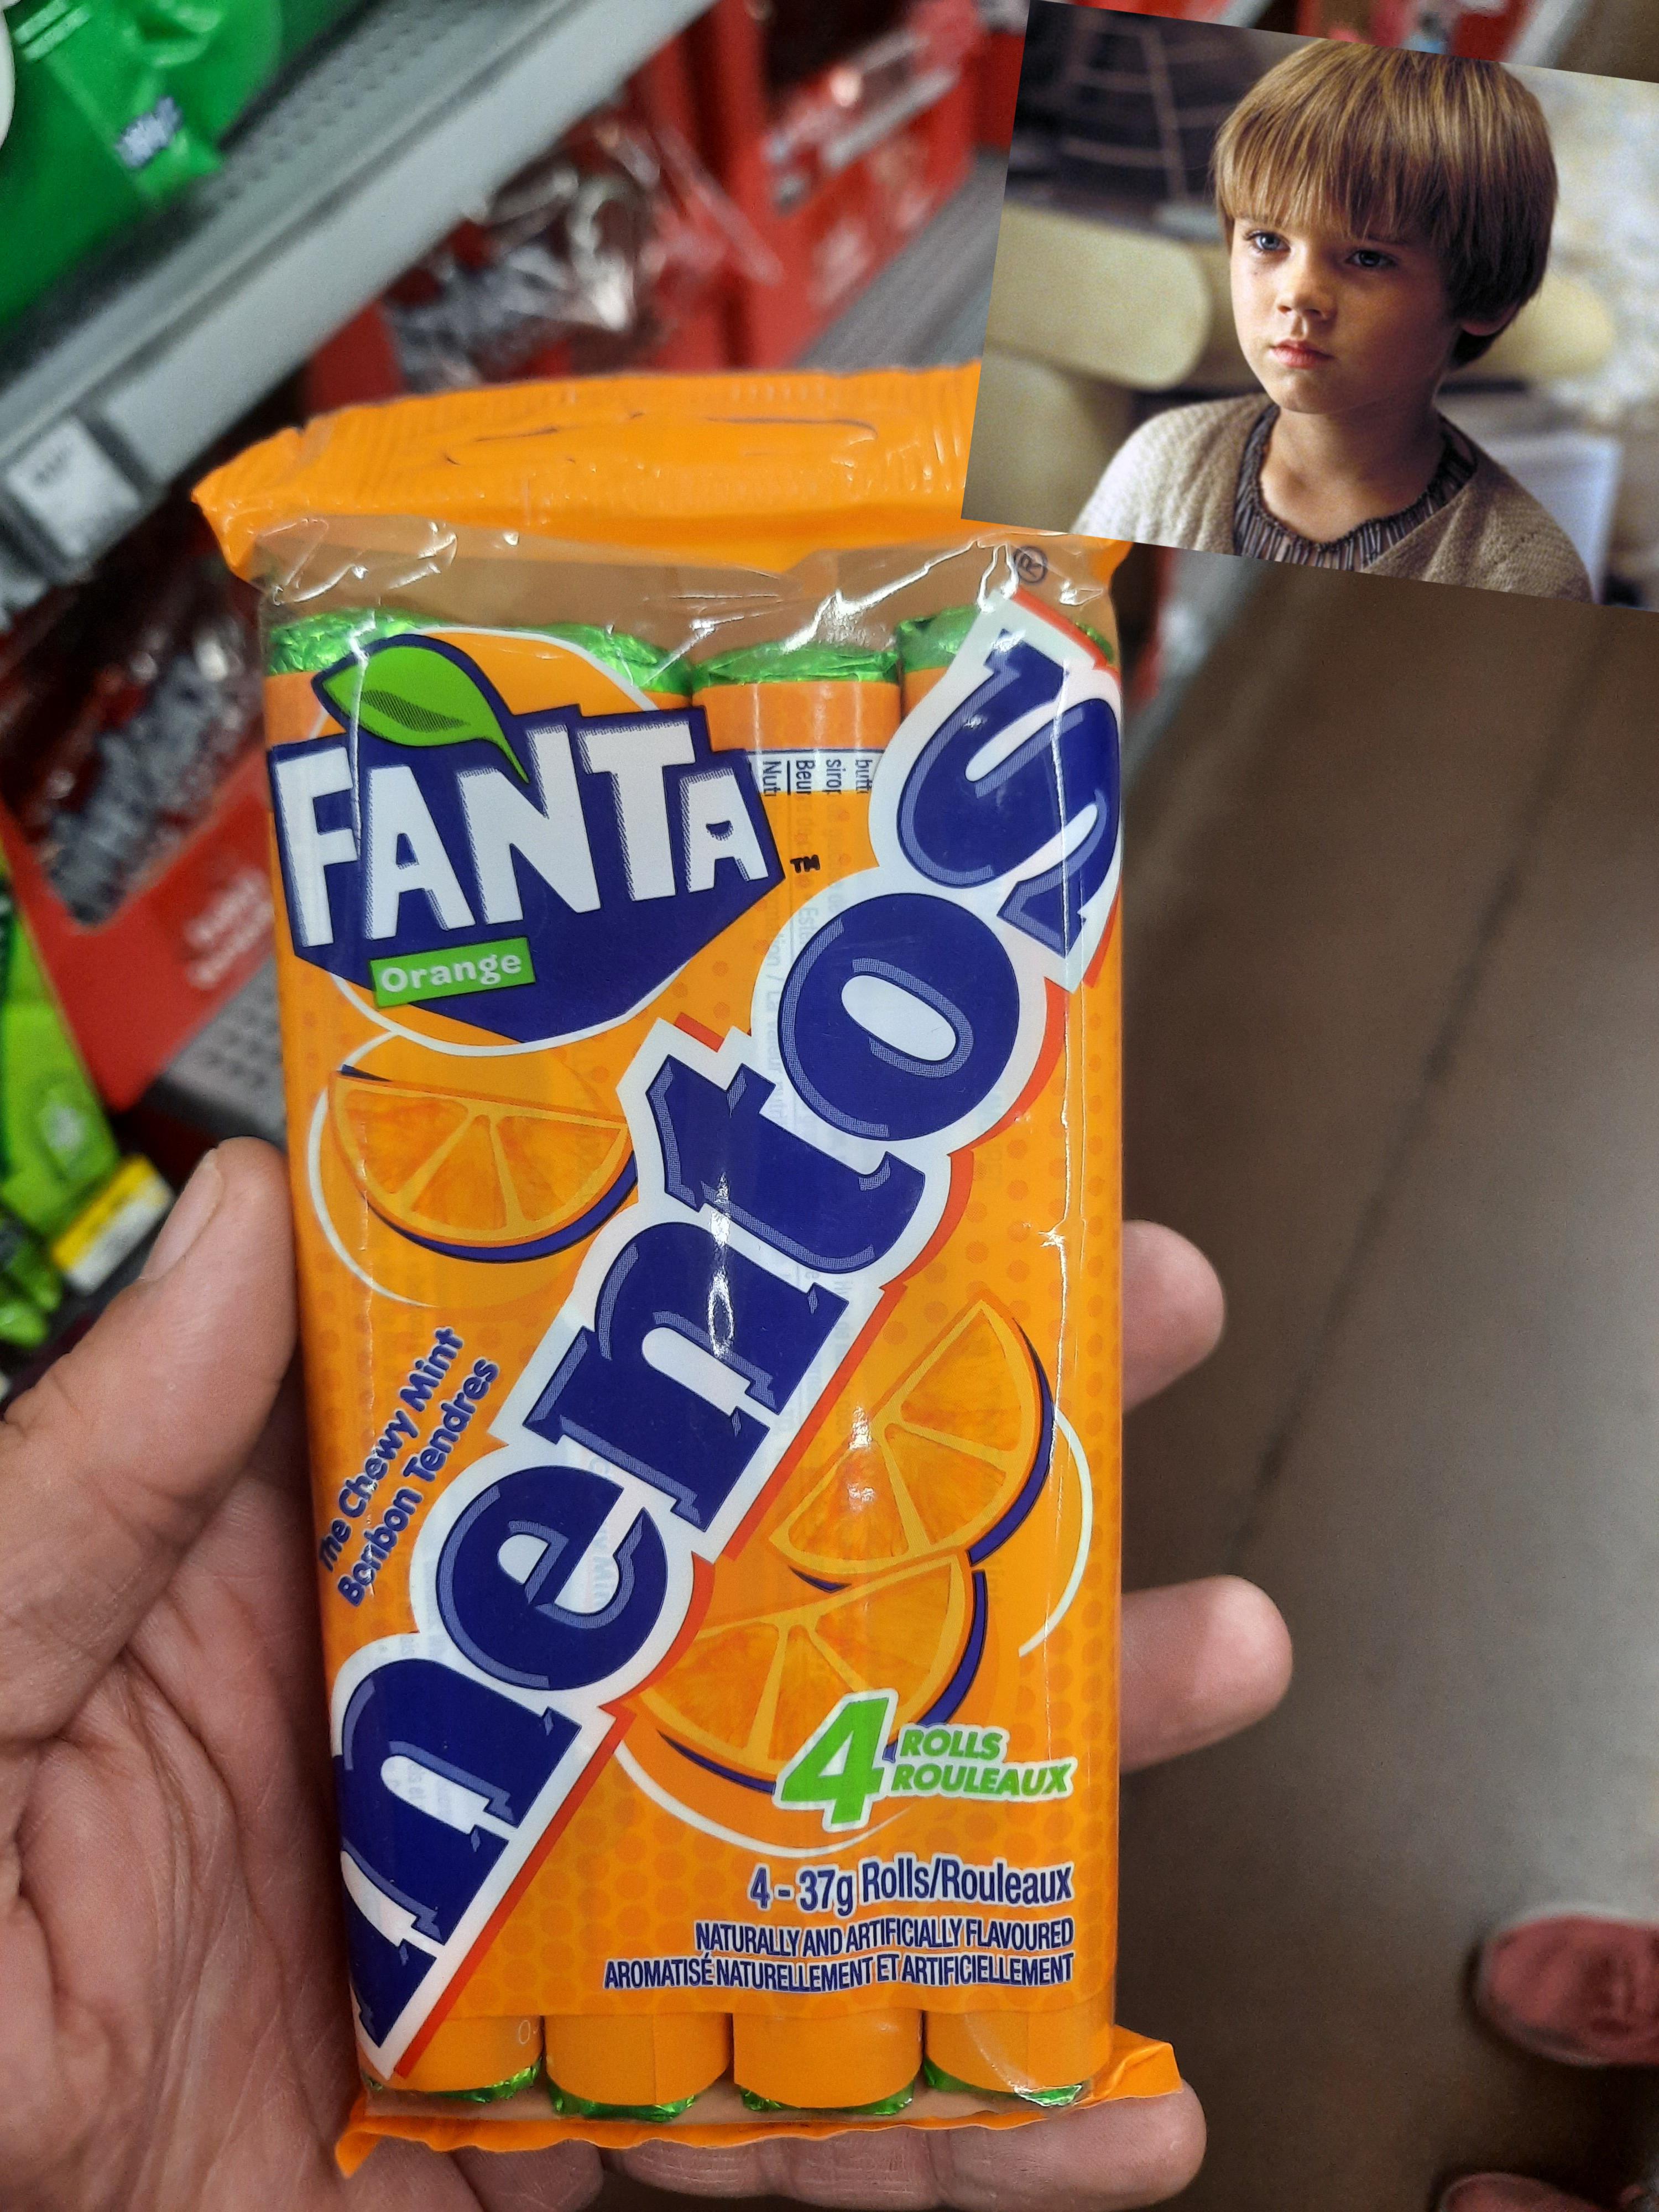 FANTA
TM
Orange
mentos
®
The Chewy Mint
Bonbon Tendres
4 ROLLS
ROULEAUX
4 - 37g Rolls/Rouleaux
NATURALLY AND ARTIFICIALLY FLAVOURED
AROMATISÉ NATURELLEMENT ET ARTIFICIELLEMENT